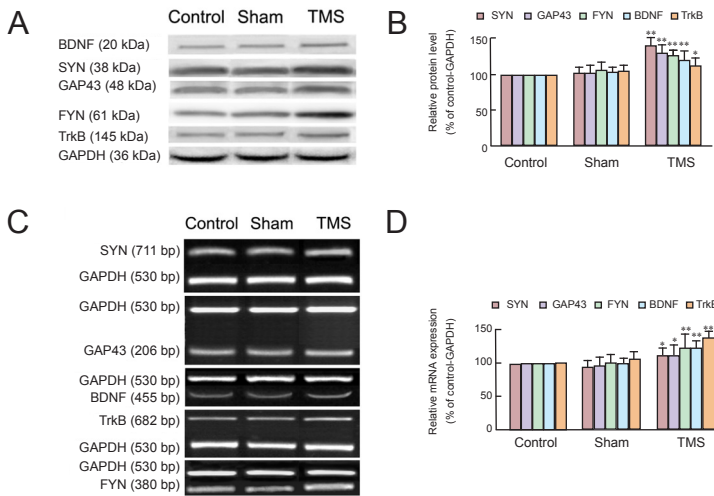 A
Control Sham TMS
BDNF (20 kDa)
SYN (38 kDa)
GAP43 (48 kDa)
FYN (61 kDa)
TrkB (145 kDa)
GAPDH (36 kDa)
B
SYN GAP43 FYN BDNF TrkB
Relative protein level
(% of control-GAPDH)
150
100
50
0
** ** ** ** *
Control Sham TMS
C
Control Sham TMS
SYN (711 bp)
GAPDH (530 bp)
GAPDH (530 bp)
GAP43 (206 bp)
GAPDH (530 bp)
BDNF (455 bp)
TrkB (682 bp)
GAPDH (530 bp)
GAPDH (530 bp)
FYN (380 bp)
D
SYN GAP43 FYN BDNF TrkB
Relative mRNA expression
(% of control-GAPDH)
150
100
50
0
* * ** ** **
Control Sham TMS